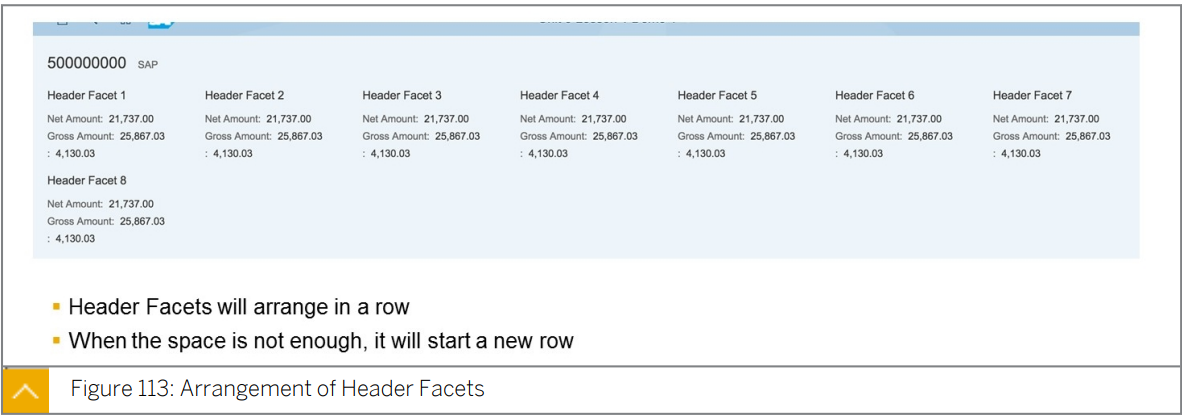 500000000 SAP
Header Facet 1 Header Facet 2 Header Facet 3 Header Facet 4 Header Facet 5 Header Facet 6 Header Facet 7
Net Amount: 21,737.00 Net Amount: 21,737.00 Net Amount: 21,737.00 Net Amount: 21,737.00 Net Amount: 21,737.00 Net Amount: 21,737.00 Net Amount: 21,737.00
Gross Amount: 25,867.03 Gross Amount: 25,867.03 Gross Amount: 25,867.03 Gross Amount: 25,867.03 Gross Amount: 25,867.03 Gross Amount: 25,867.03 Gross Amount: 25,867.03
: 4,130.03 : 4,130.03 : 4,130.03 : 4,130.03 : 4,130.03 : 4,130.03 : 4,130.03
Header Facet 8
Net Amount: 21,737.00
Gross Amount: 25,867.03
: 4,130.03
Header Facets will arrange in a row
When the space is not enough, it will start a new row
Figure 113: Arrangement of Header Facets